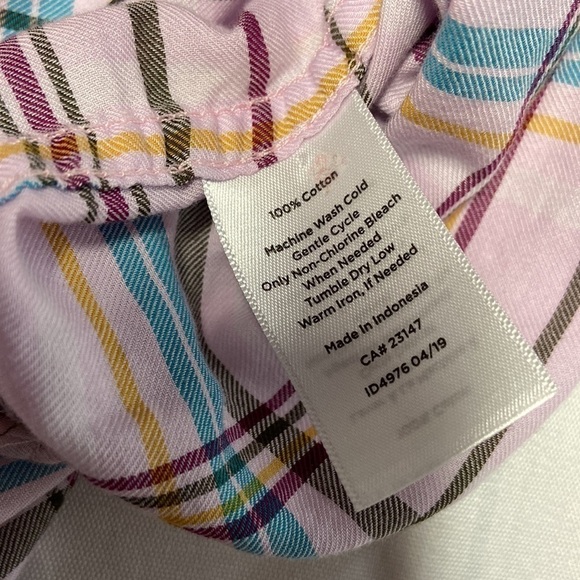 100% Cotton
Machine Wash Cold
Gentle Cycle
Only Non-Chlorine Bleach
When Needed
Tumble Dry Low
Warm Iron, If Needed
Made in Indonesia
CA# 23147
ID4976 04/19